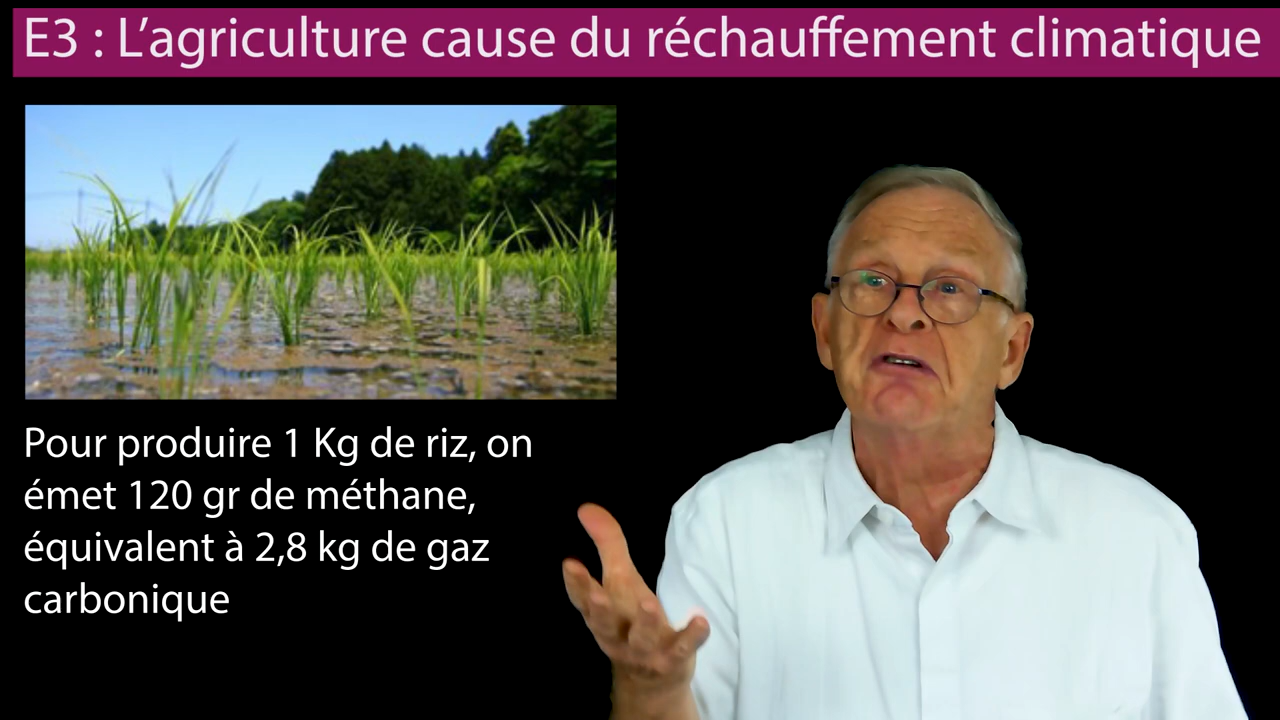 E3 : L’agriculture cause du réchauffement climatique
Pour produire 1 Kg de riz, on
émet 120 gr de méthane,
équivalent à 2,8 kg de gaz
carbonique